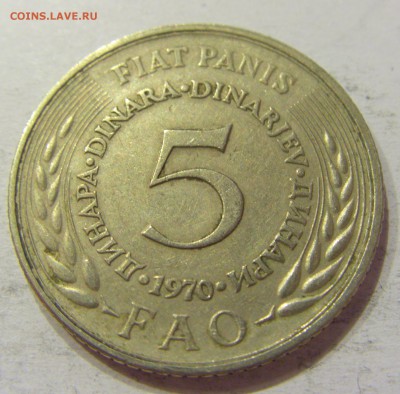 COINS.LAVE.RU
FIAT PANIS
ДИНАРА·DINARA·DINARJEV·ДИНАРИ
5
·1970·
FAO